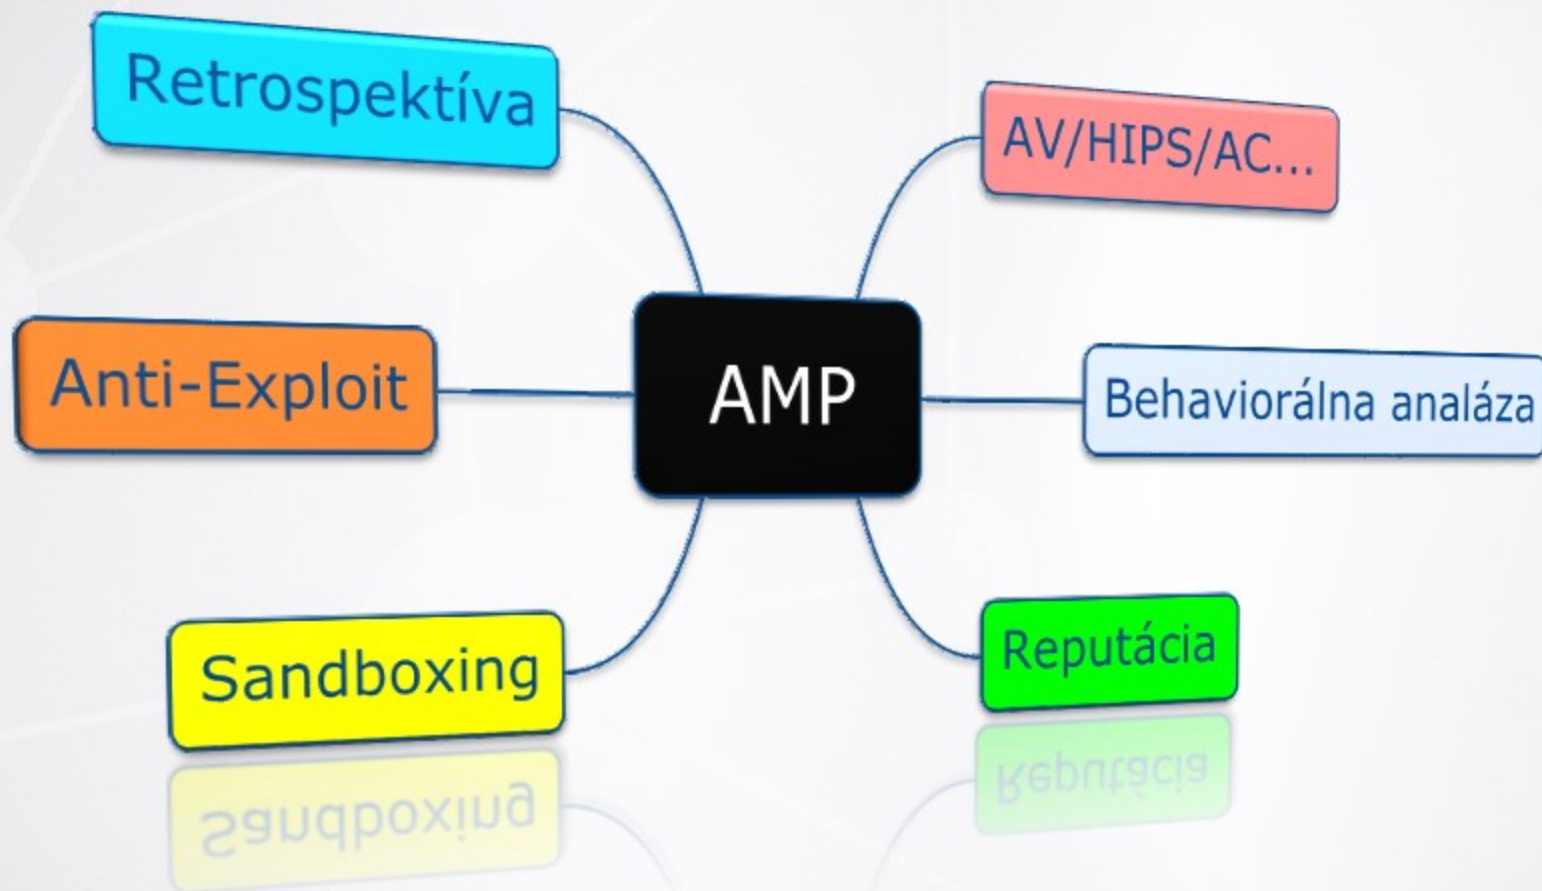 Retrospektíva
AV/HIPS/AC...
Anti-Exploit
AMP
Behaviorálna analáza
Sandboxing
Reputácia